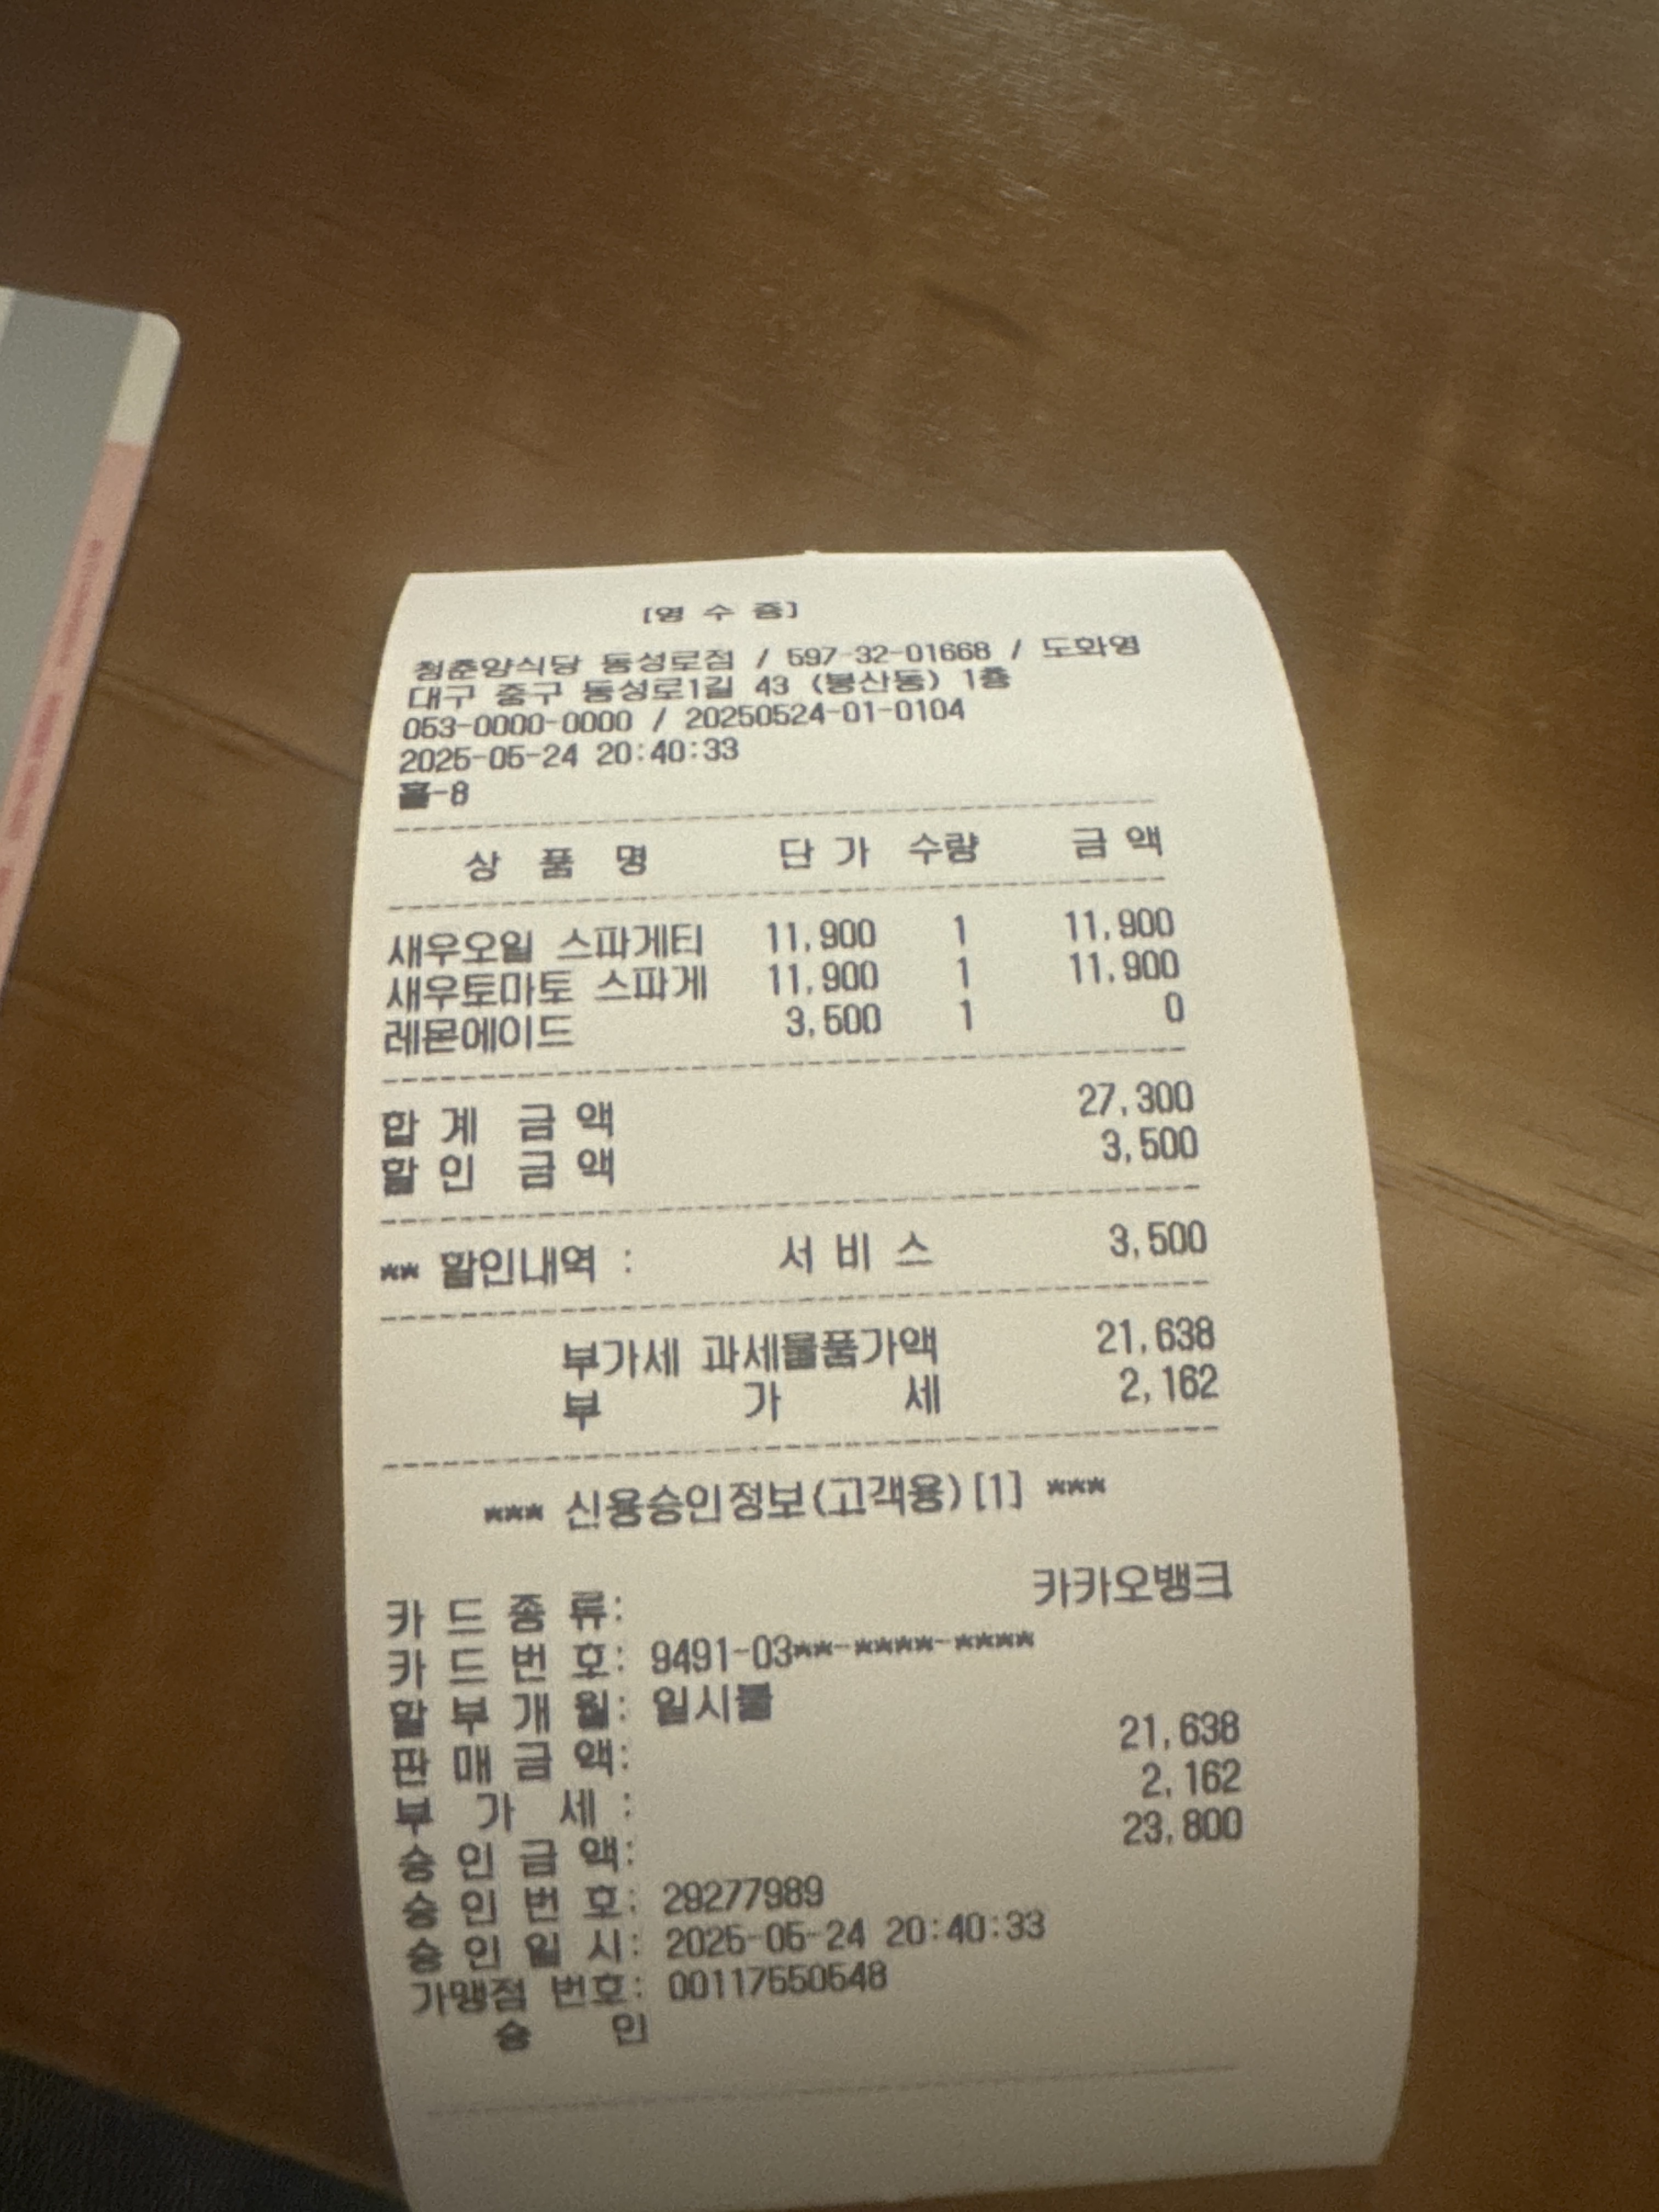 [영 수 증]
청춘양식당 동성로점 / 597-32-01668 / 도화영
대구 중구 동성로1길 43 (봉산동) 1층
053-0000-0000 / 20250524-01-0104
2025-05-24 20:40:33
홀-8
상 품 명 단 가 수량 금 액
새우오일 스파게티 11,900 1 11,900
새우토마토 스파게 11,900 1 11,900
레몬에이드 3,500 1 0
합 계 금 액 27,300
할 인 금 액 3,500
** 할인내역 : 서 비 스 3,500
부가세 과세물품가액 21,638
부 가 세 2,162
*** 신용승인정보(고객용)[1] ***
카 드 종 류: 카카오뱅크
카 드 번 호: 9491-03**-****-****
할 부 개 월: 일시불
판 매 금 액: 21,638
부 가 세 : 2,162
승 인 금 액: 23,800
승 인 번 호: 29277989
승 인 일 시: 2025-05-24 20:40:33
가맹점 번호: 00117550548
승 인